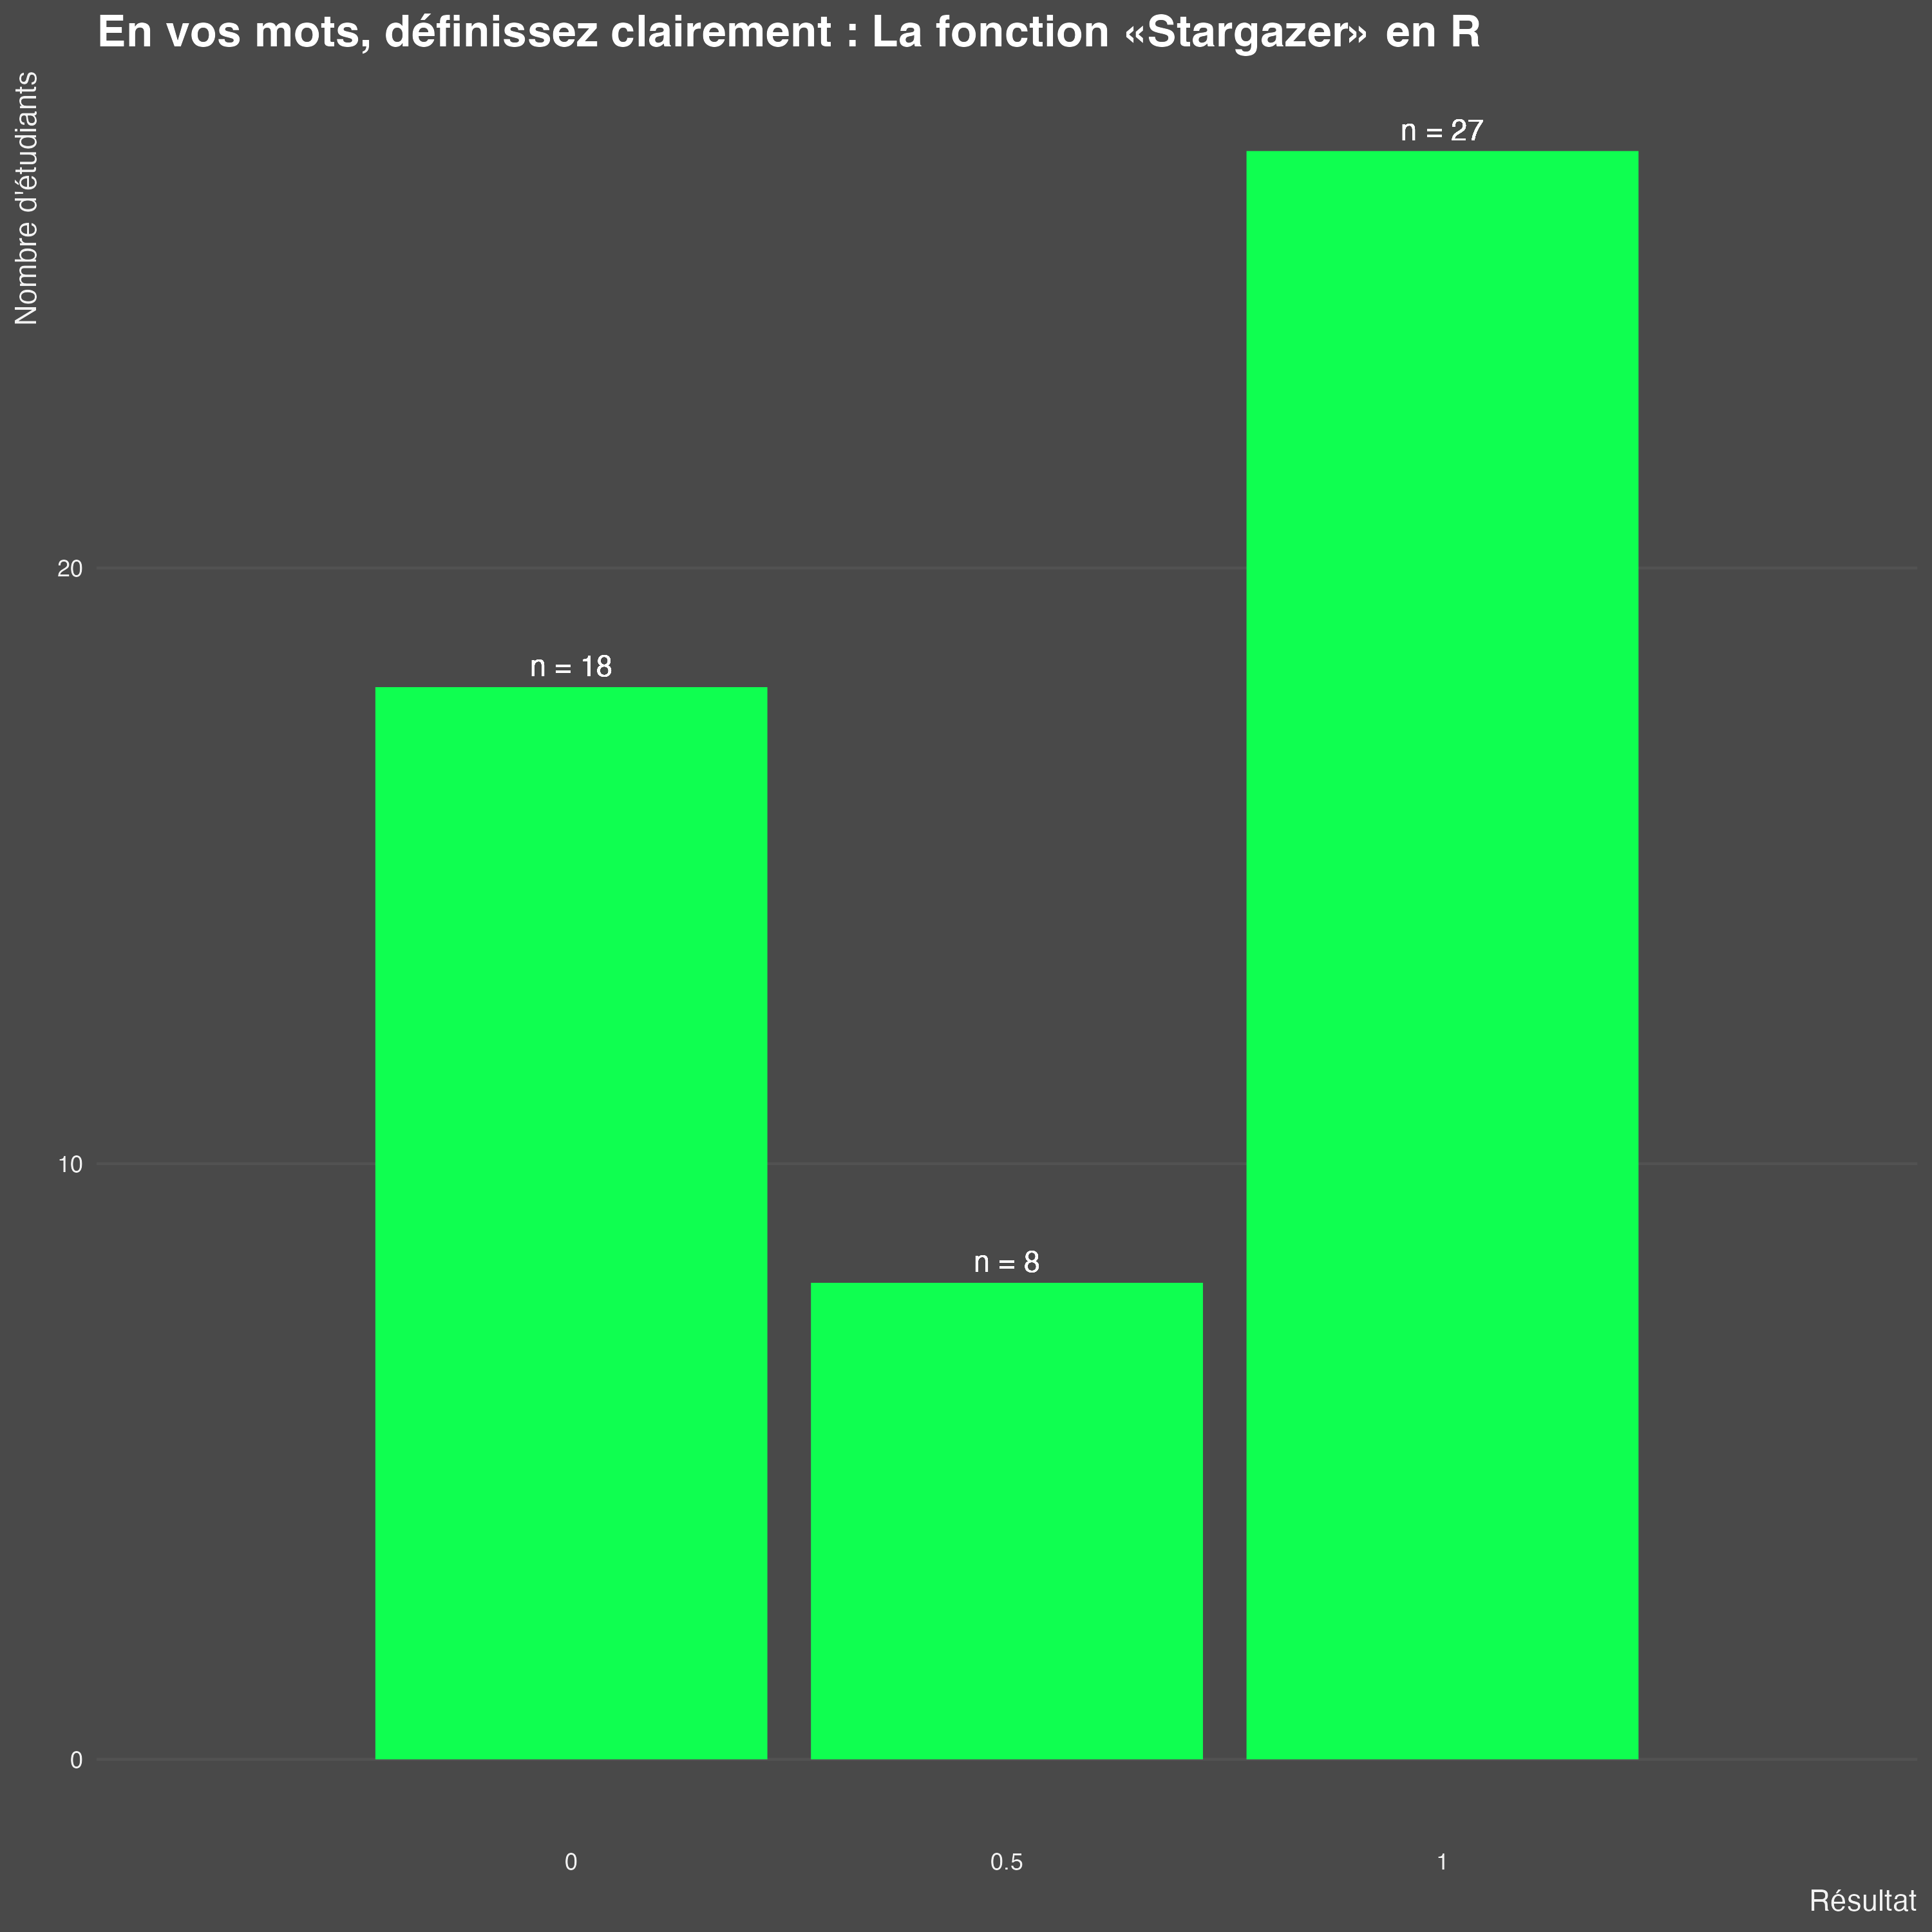 En vos mots, définissez clairement : La fonction «Stargazer» en R
Nombre d'étudiants
n = 27
20
n = 18
10
n = 8
0
0 0.5 1
Résultat